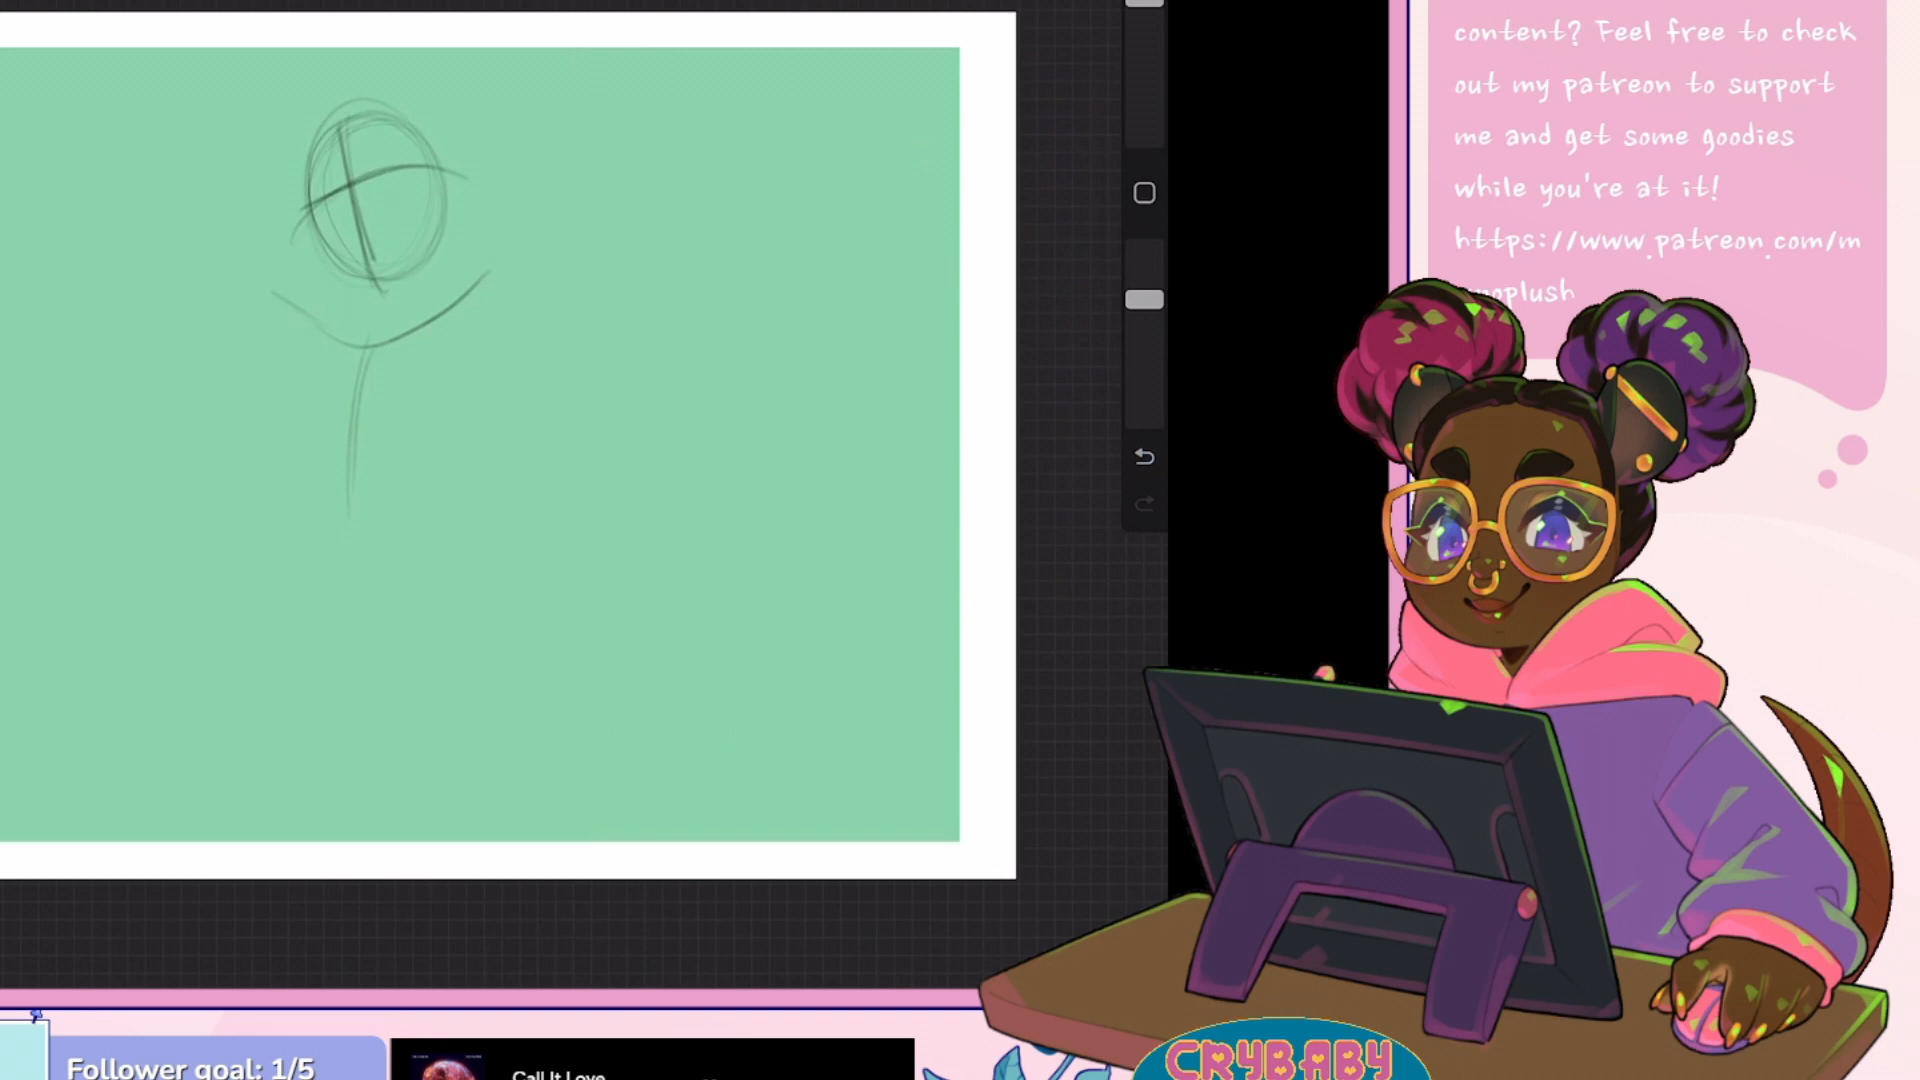 content? Feel free to check
out my patreon to support
me and get some goodies
while you're at it!
https://www.patreon.com/m
noplush
Follower goal: 1/5
Call It Love
CRYBABY